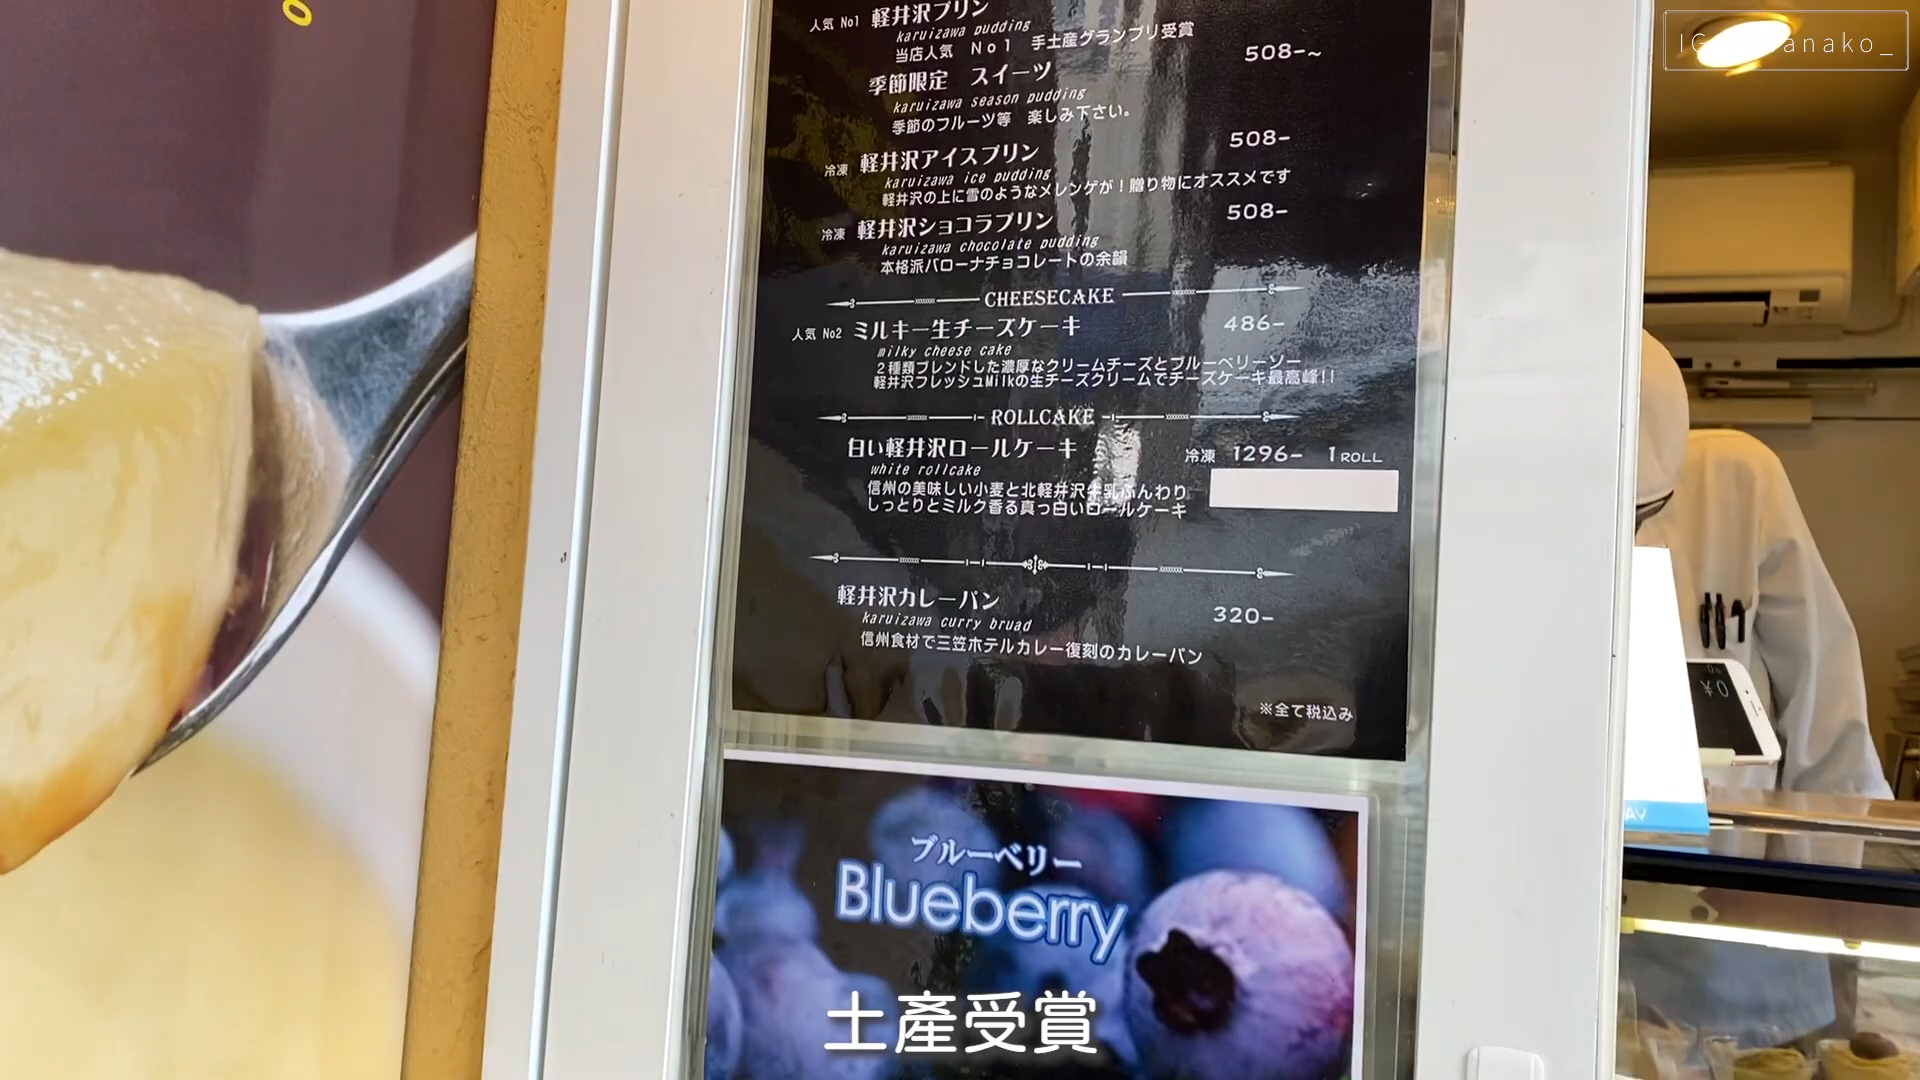 人気 No1 軽井沢プリン
karuizawa pudding
当店人気 No1 手土産グランプリ受賞
508-~
季節限定 スイーツ
karuizawa season pudding
季節のフルーツ等 楽しみ下さい。
508-
冷凍 軽井沢アイスプリン
karuizawa ice pudding
軽井沢の上に雪のようなメレンゲが！贈り物にオススメです
508-
冷凍 軽井沢ショコラプリン
karuizawa chocolate pudding
本格派バローナチョコレートの余韻
CHEESECAKE
人気 No2 ミルキー生チーズケーキ 486-
milky cheese cake
2種類ブレンドした濃厚なクリームチーズとブルーベリーソー
軽井沢フレッシュMilkの生チーズクリームでチーズケーキ最高峰!!
ROLLCAKE
白い軽井沢ロールケーキ 冷凍 1296- 1ROLL
white rollcake
信州の美味しい小麦と北軽井沢牛乳ふんわり
しっとりとミルク香る真っ白いロールケーキ
軽井沢カレーパン 320-
karuizawa curry bruad
信州食材で三笠ホテルカレー復刻のカレーパン
※全て税込み
ブルーベリー
Blueberry
土產受賞